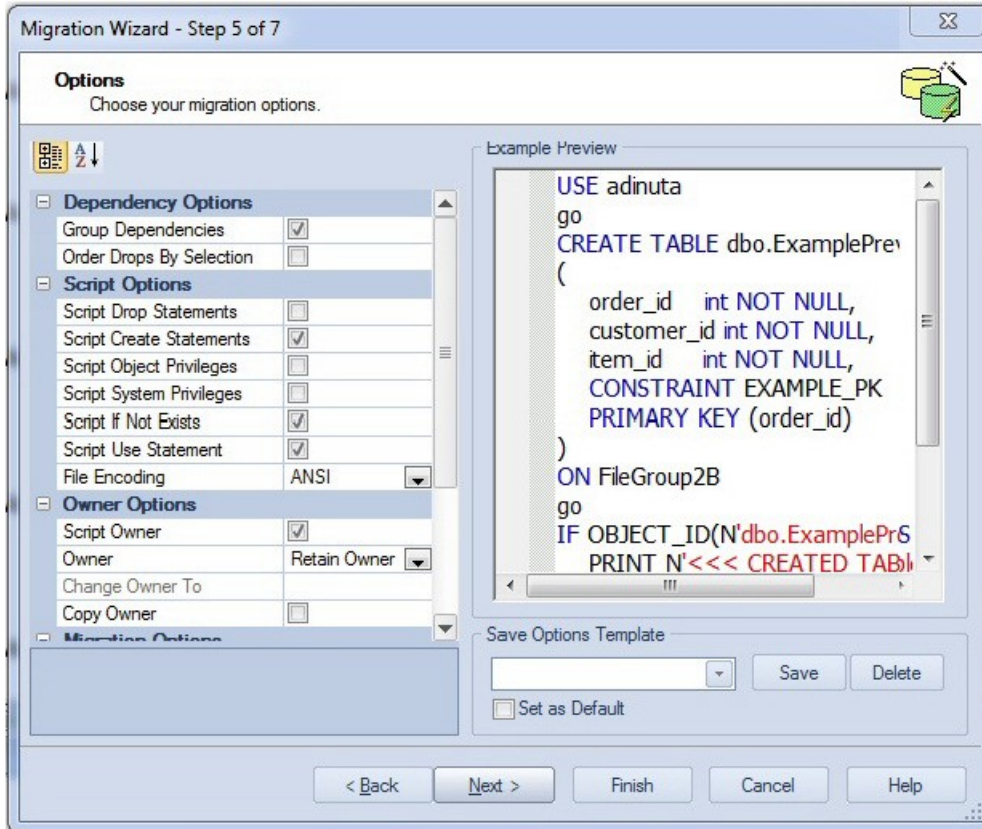 Migration Wizard - Step 5 of 7
Options
Choose your migration options.
Dependency Options
Group Dependencies
Order Drops By Selection
Script Options
Script Drop Statements
Script Create Statements
Script Object Privileges
Script System Privileges
Script If Not Exists
Script Use Statement
File Encoding ANSI
Owner Options
Script Owner
Owner Retain Owner
Change Owner To
Copy Owner
Migration Options
Example Preview
USE adinuta
go
CREATE TABLE dbo.ExamplePrev
(
order_id int NOT NULL,
customer_id int NOT NULL,
item_id int NOT NULL,
CONSTRAINT EXAMPLE_PK
PRIMARY KEY (order_id)
)
ON FileGroup2B
go
IF OBJECT_ID(N'dbo.ExamplePr
PRINT N'<<< CREATED
Save Options Template
Save Delete
Set as Default
< Back Next > Finish Cancel Help